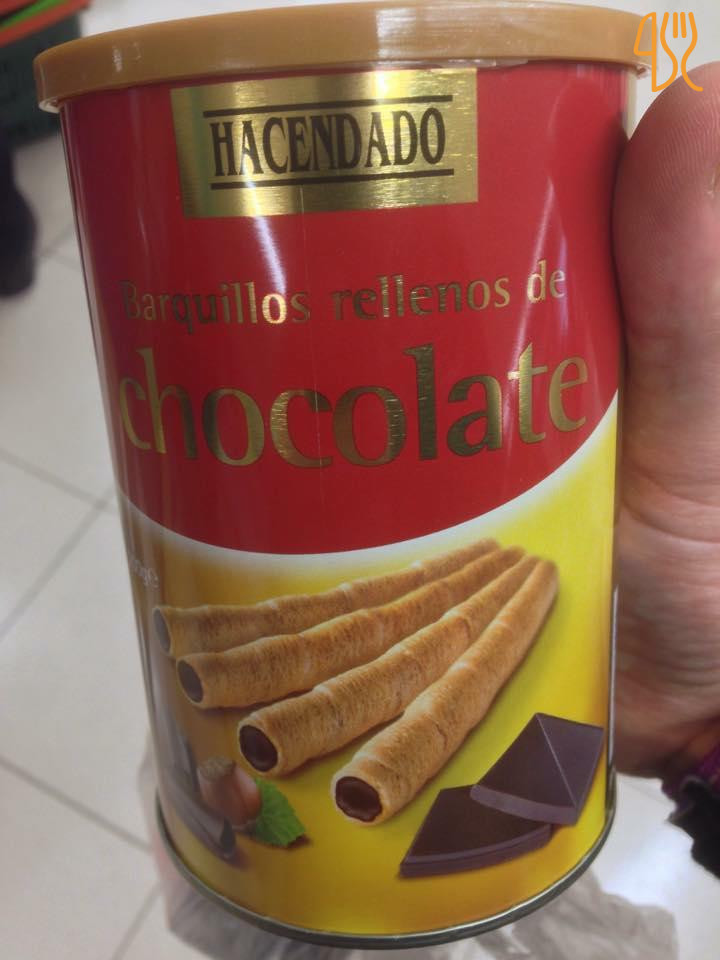 HACENDADO
Barquillos rellenos de
chocolate